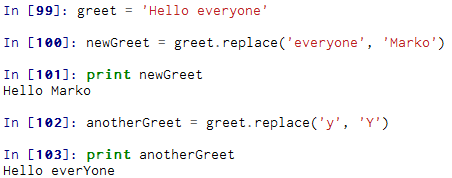 In [99]: greet = 'Hello everyone'
In [100]: newGreet = greet.replace('everyone', 'Marko')
In [101]: print newGreet
Hello Marko
In [102]: anotherGreet = greet.replace('y', 'Y')
In [103]: print anotherGreet
Hello everYone